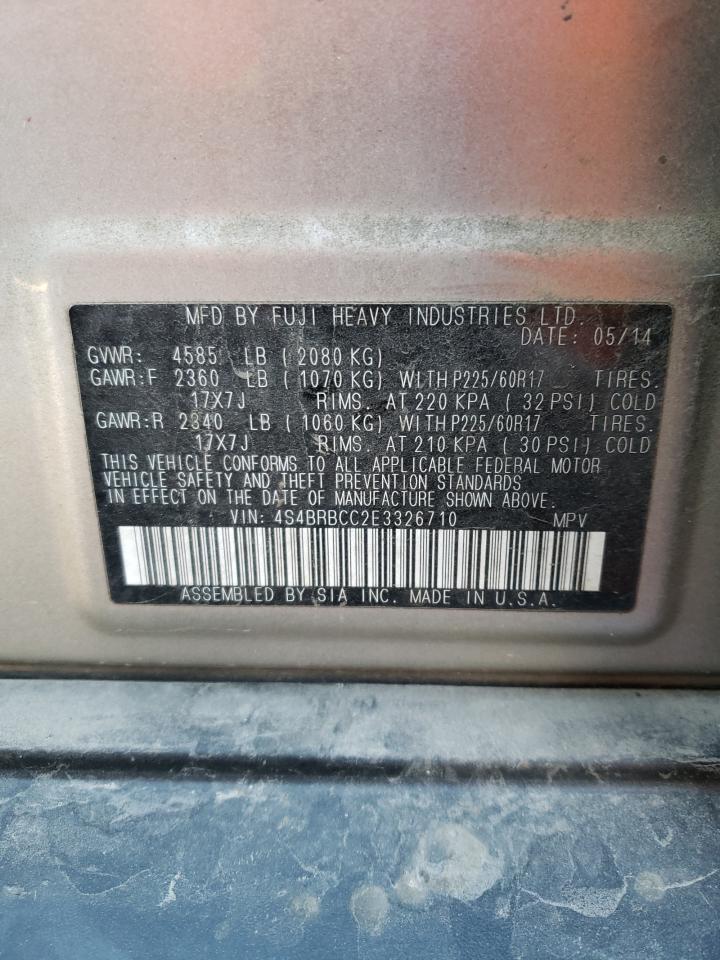 MFD BY FUJI HEAVY INDUSTRIES LTD.
DATE: 05/14
GVWR: 4585 LB ( 2080 KG)
GAWR:F 2360 LB ( 1070 KG) WITH P225/60R17 TIRES.
17X7J RIMS. AT 220 KPA ( 32 PSI) COLD
GAWR:R 2340 LB ( 1060 KG) WITH P225/60R17 TIRES.
17X7J RIMS. AT 210 KPA ( 30 PSI) COLD
THIS VEHICLE CONFORMS TO ALL APPLICABLE FEDERAL MOTOR
VEHICLE SAFETY AND THEFT PREVENTION STANDARDS
IN EFFECT ON THE DATE OF MANUFACTURE SHOWN ABOVE.
VIN: 4S4BRBCC2E3326710 MPV
ASSEMBLED BY SIA INC. MADE IN U.S.A.